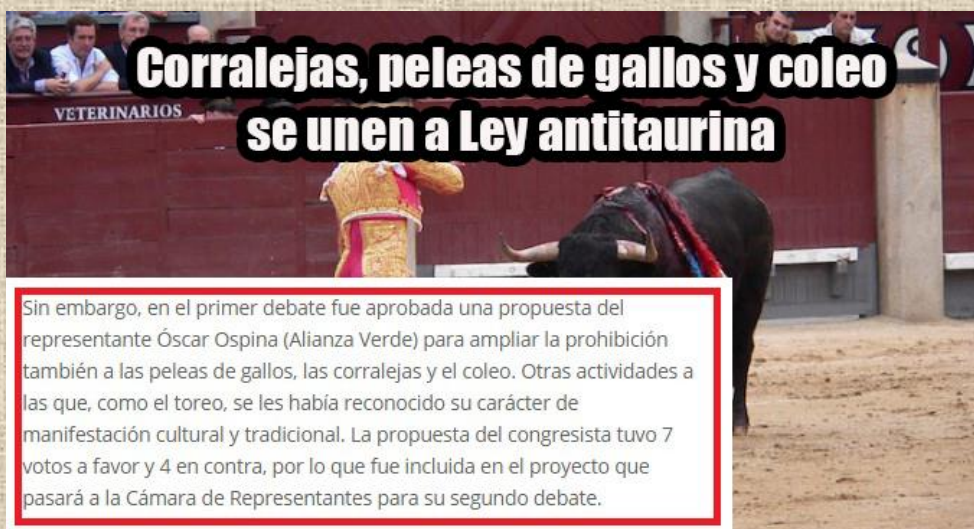 Corralejas, peleas de gallos y coleo
se unen a Ley antitaurina
VETERINARIOS
Sin embargo, en el primer debate fue aprobada una propuesta del
representante Óscar Ospina (Alianza Verde) para ampliar la prohibición
también a las peleas de gallos, las corralejas y el coleo. Otras actividades a
las que, como el toreo, se les había reconocido su carácter de
manifestación cultural y tradicional. La propuesta del congresista tuvo 7
votos a favor y 4 en contra, por lo que fue incluida en el proyecto que
pasará a la Cámara de Representantes para su segundo debate.